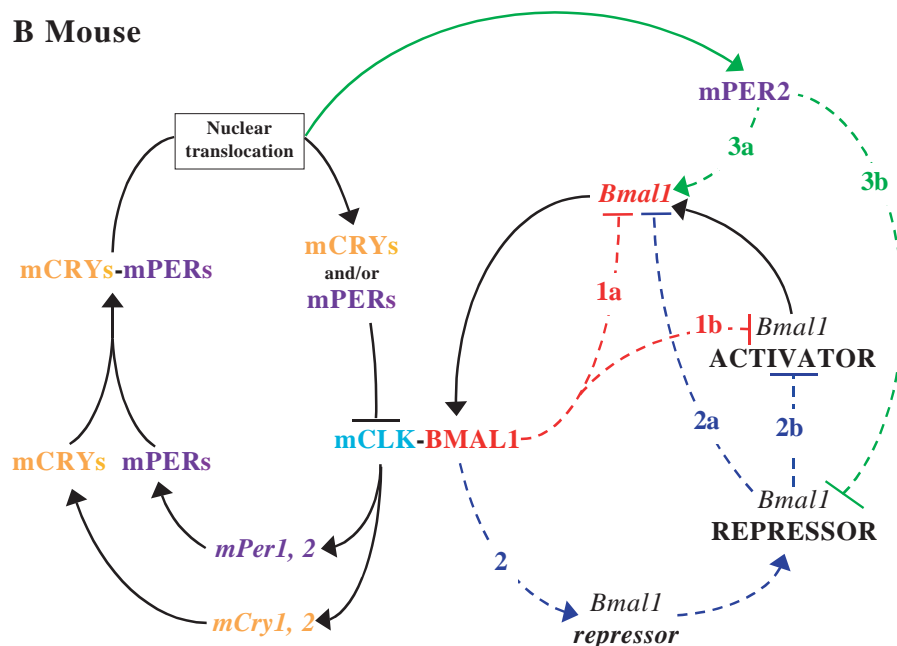 B Mouse
mPER2
Nuclear
translocation
3a
3b
Bmal1
mCRYs
and/or
mPERs
mCRYs-mPERs
1a
1b
Bmal1
ACTIVATOR
2a
2b
mCLK-BMAL1
mCRYs mPERs
Bmal1
REPRESSOR
mPer1, 2
2
Bmal1
repressor
mCry1, 2